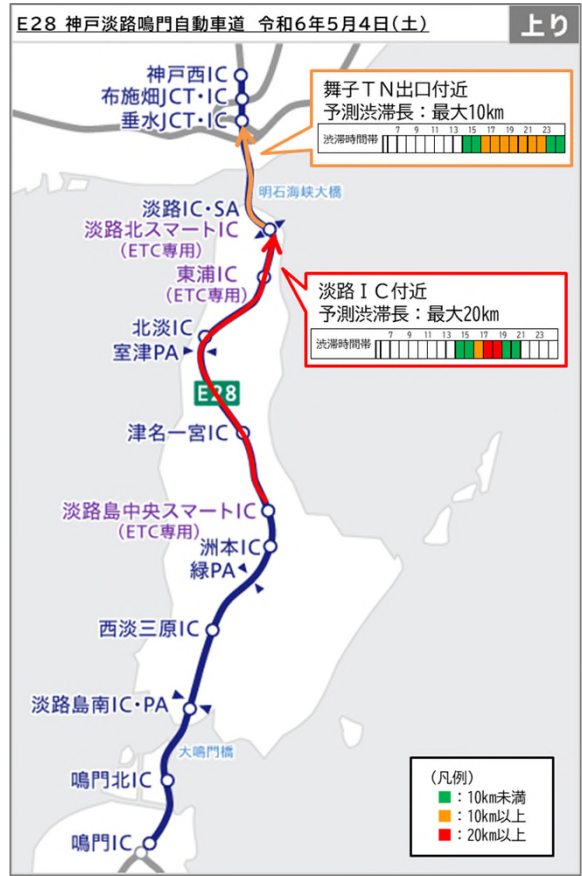 E28 神戸淡路鳴門自動車道 令和6年5月4日(土)
上り
神戸西IC
布施畑JCT・IC
垂水JCT・IC
舞子TN出口付近
予測渋滞長：最大10km
渋滞時間帯
7 9 11 13 15 17 19 21 23
明石海峡大橋
淡路IC・SA
淡路北スマートIC
(ETC専用)
東浦IC
(ETC専用)
淡路IC付近
予測渋滞長：最大20km
渋滞時間帯
7 9 11 13 15 17 19 21 23
北淡IC
室津PA
E28
津名一宮IC
淡路島中央スマートIC
(ETC専用)
洲本IC
緑PA
西淡三原IC
淡路島南IC・PA
大鳴門橋
鳴門北IC
鳴門IC
(凡例)
：10km未満
：10km以上
：20km以上